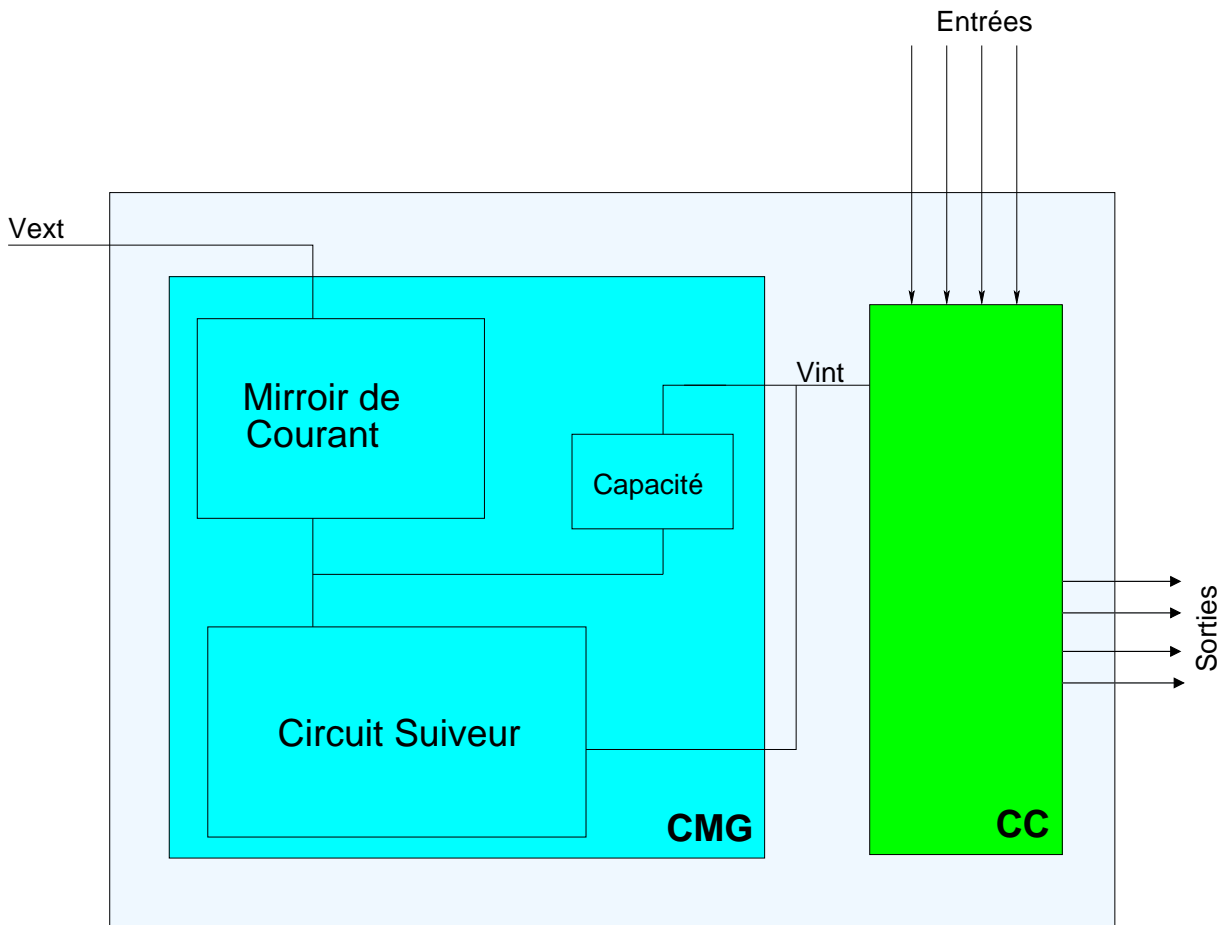 Entrées
Vext
Mirroir de
Courant
Vint
Capacité
Sorties
Circuit Suiveur
CMG
CC